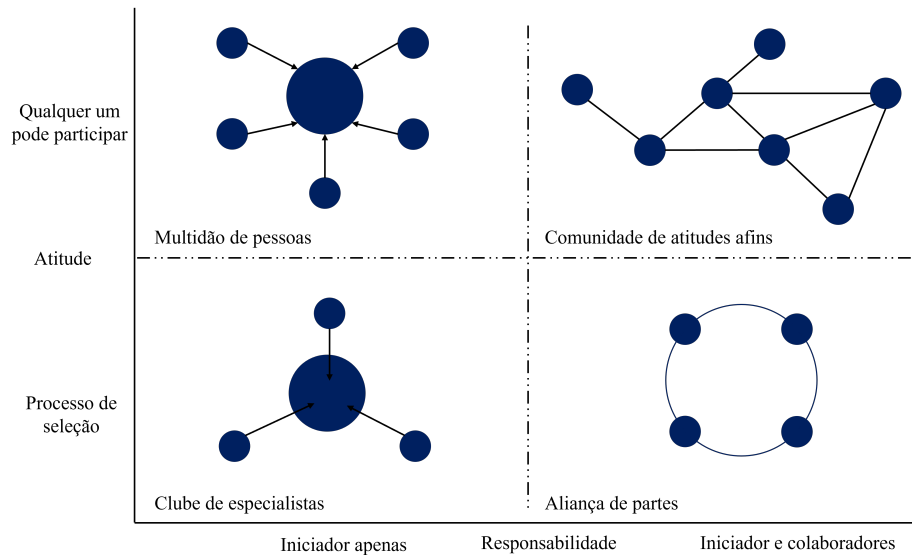 Qualquer um
pode participar
Multidão de pessoas
Comunidade de atitudes afins
Atitude
Processo de
seleção
Clube de especialistas
Aliança de partes
Iniciador apenas
Responsabilidade
Iniciador e colaboradores